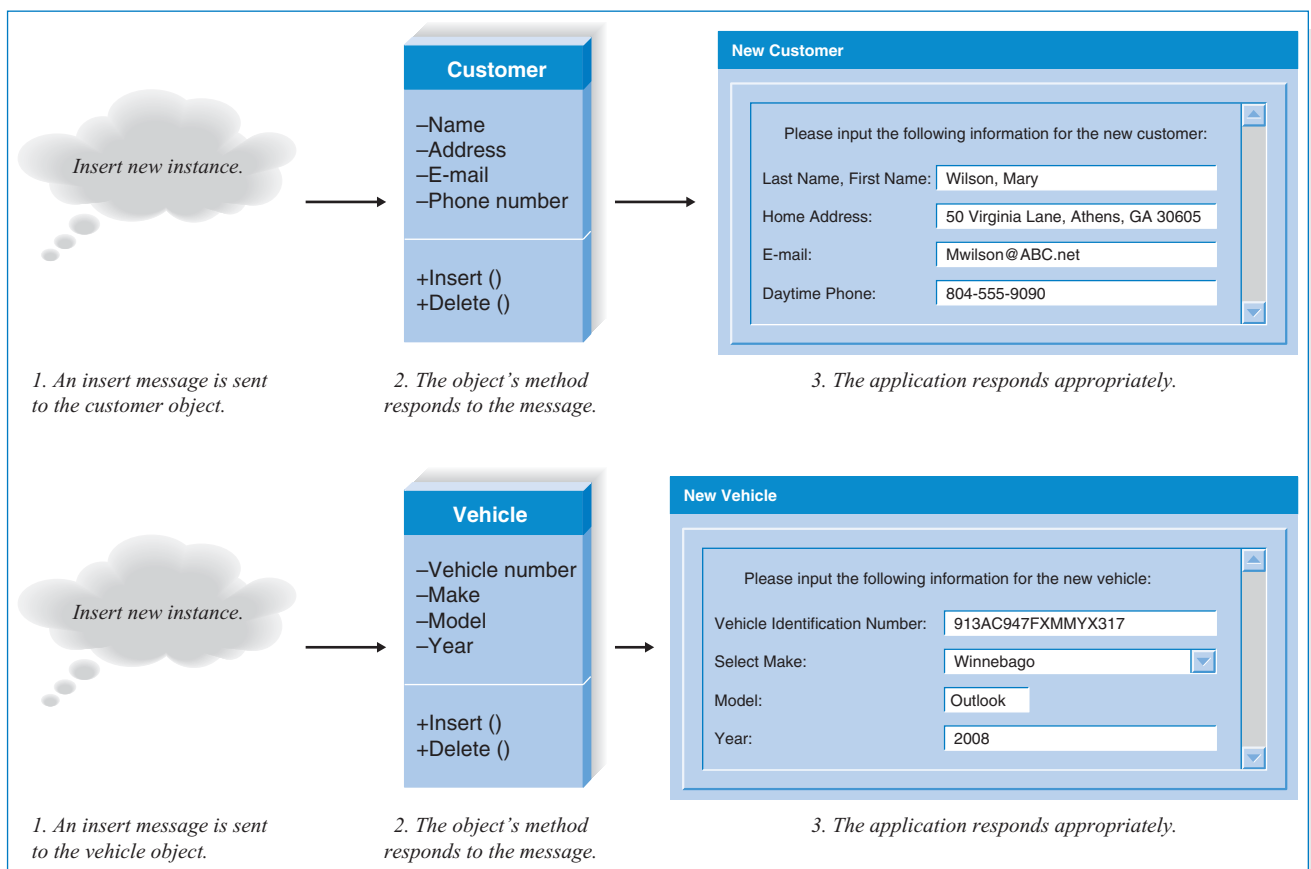 Insert new instance.
Customer
–Name
–Address
–E-mail
–Phone number
+Insert ()
+Delete ()
New Customer
Please input the following information for the new customer:
Last Name, First Name: Wilson, Mary
Home Address: 50 Virginia Lane, Athens, GA 30605
E-mail: Mwilson@ABC.net
Daytime Phone: 804-555-9090
1. An insert message is sent
to the customer object.
2. The object’s method
responds to the message.
3. The application responds appropriately.
Insert new instance.
Vehicle
–Vehicle number
–Make
–Model
–Year
+Insert ()
+Delete ()
New Vehicle
Please input the following information for the new vehicle:
Vehicle Identification Number: 913AC947FXMMYX317
Select Make: Winnebago
Model: Outlook
Year: 2008
1. An insert message is sent
to the vehicle object.
2. The object’s method
responds to the message.
3. The application responds appropriately.